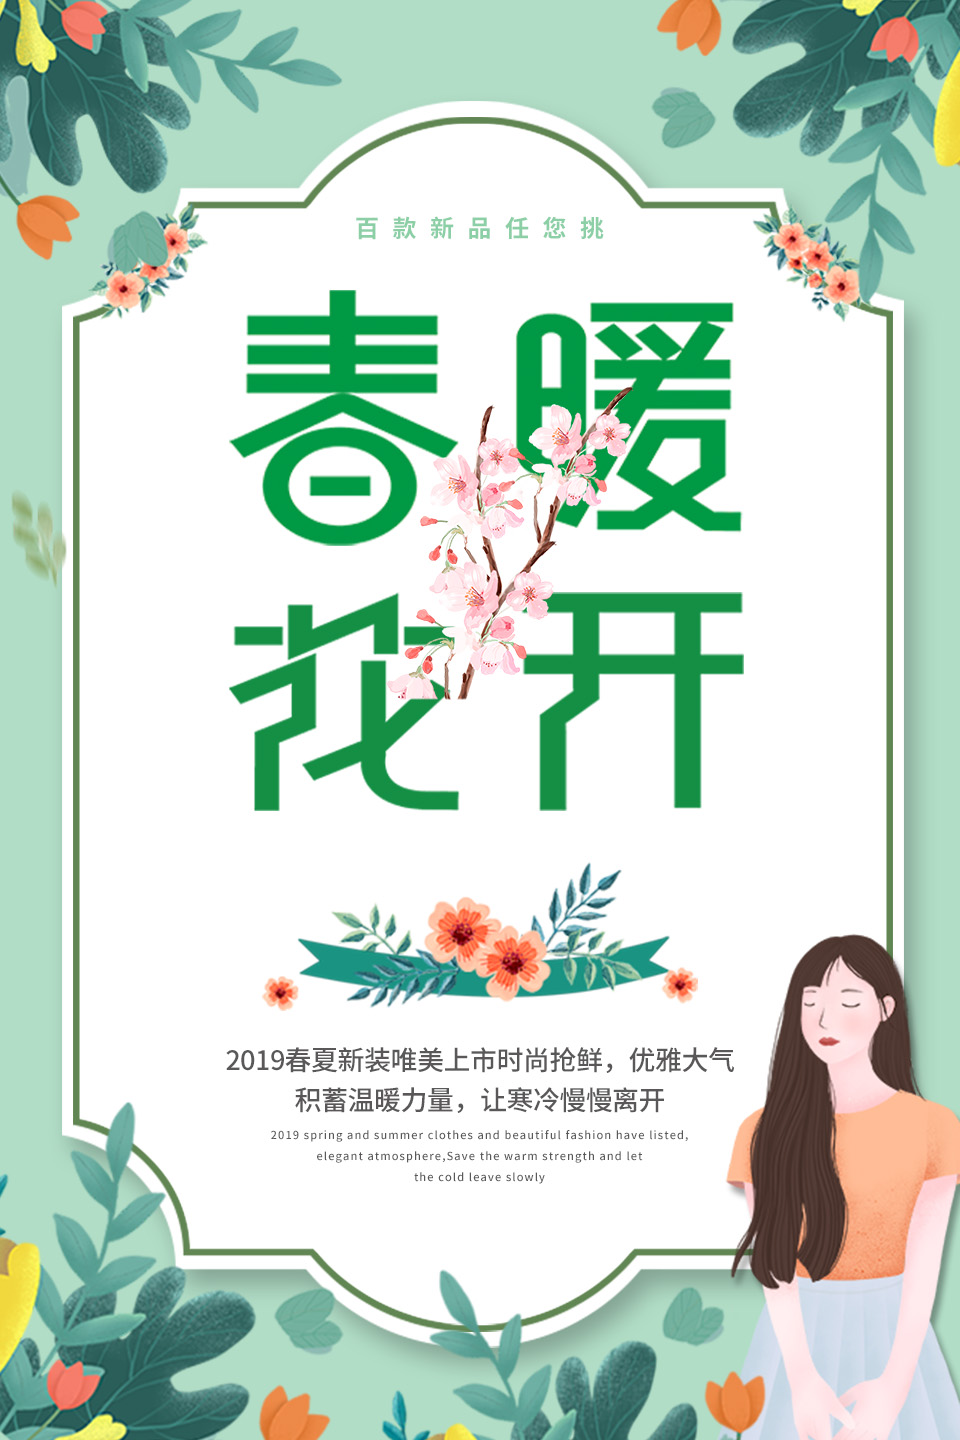 百款新品任您挑
春暖
花开
2019春夏新装唯美上市时尚抢鲜，优雅大气
积蓄温暖力量，让寒冷慢慢离开
2019 spring and summer clothes and beautiful fashion have listed,
elegant atmosphere,Save the warm strength and let
the cold leave slowly